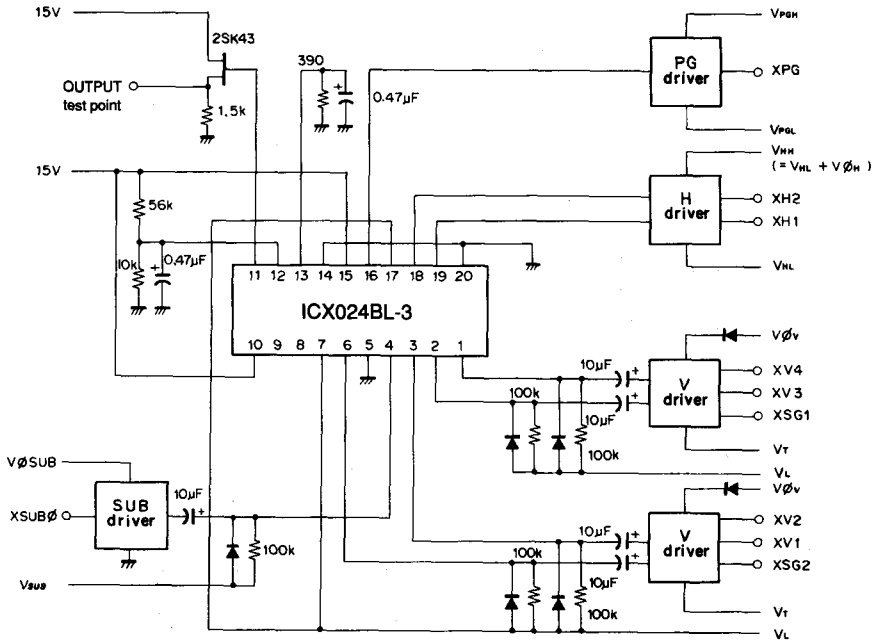 15V
2SK43
OUTPUT
test point
1.5k
390
0.47μF
PG
driver
VPGH
XPG
VPGL
VHH
(= VHL + VØH)
H
driver
XH2
XH1
VHL
15V
56k
10k
0.47μF
11 12 13 14 15 16 17 18 19 20
ICX024BL-3
10 9 8 7 6 5 4 3 2 1
10μF
100k
10μF
100k
V
driver
VØV
XV4
XV3
XSG1
VT
VL
VØSUB
XSUBØ
SUB
driver
10μF
100k
VSUB
10μF
100k
10μF
100k
V
driver
VØV
XV2
XV1
XSG2
VT
VL